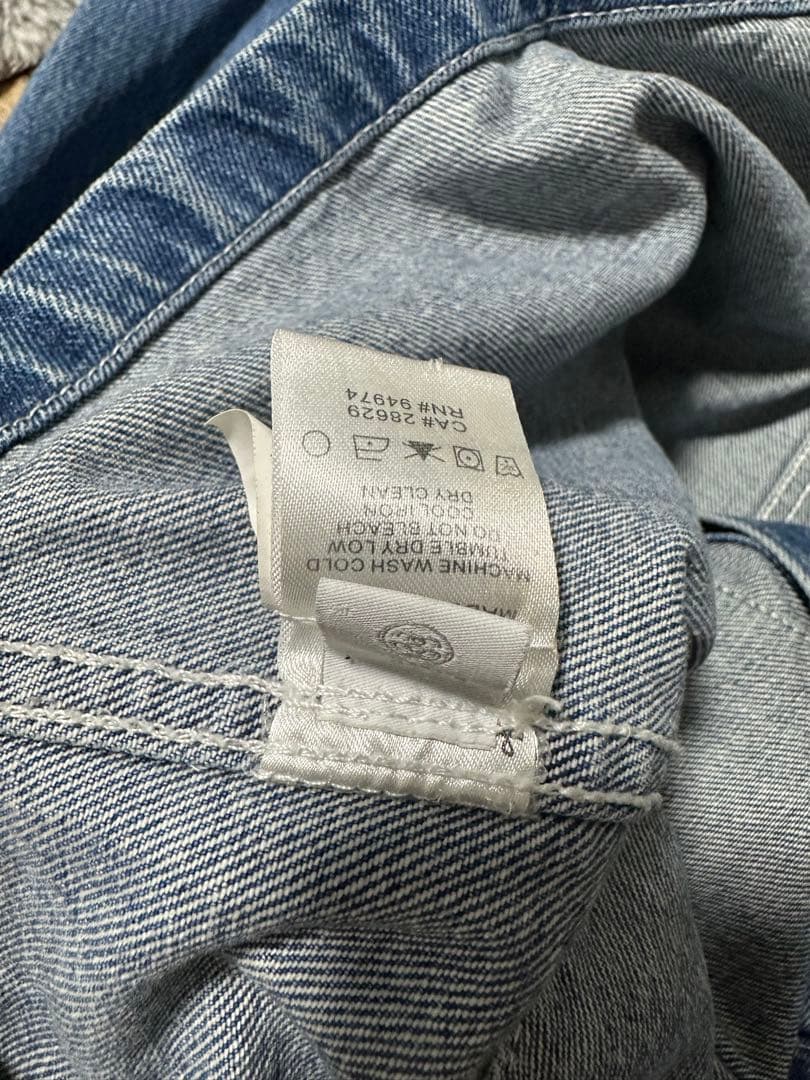 MACHINE WASH COLD
TUMBLE DRY LOW
DO NOT BLEACH
COOL IRON
DRY CLEAN
CA# 28629
RN# 94974